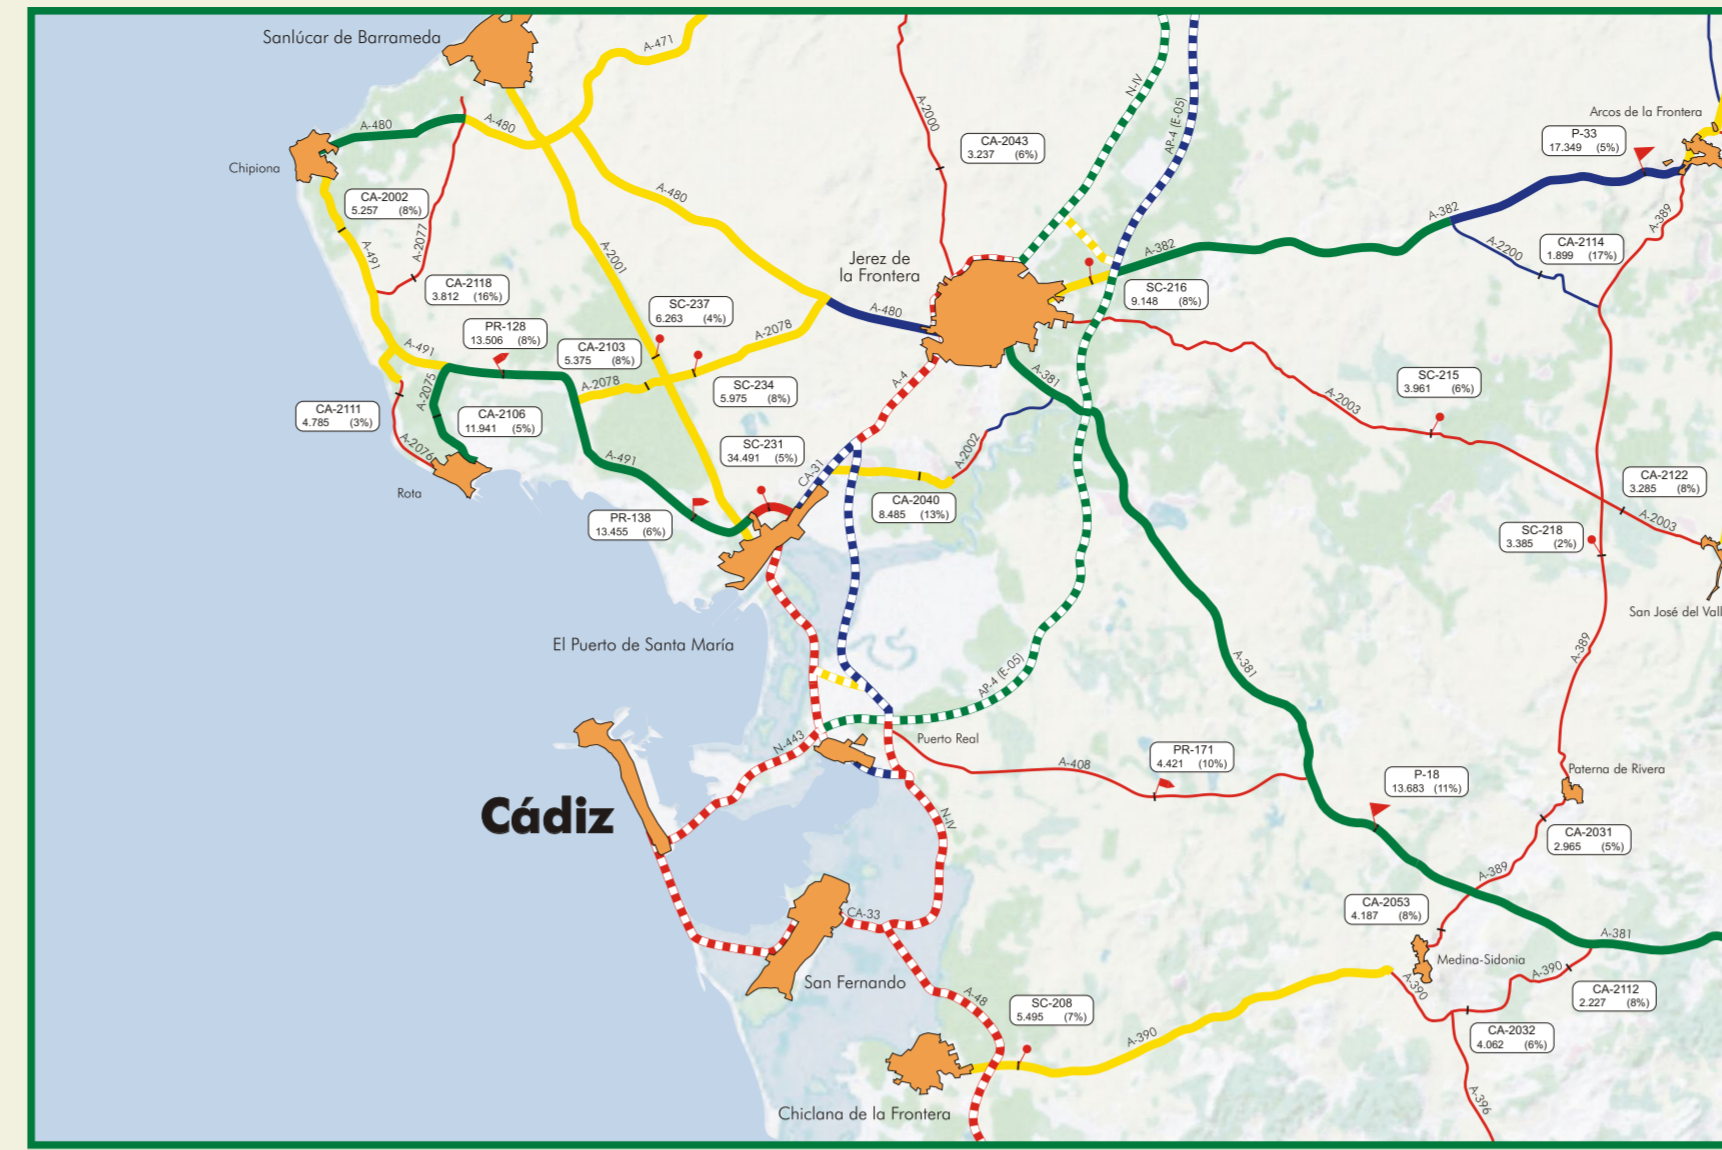 Sanlúcar de Barrameda
A-471
A-480
A-480
Chipiona
A-2000
CA-2043
3.237 (6%)
N-IV
AP-4 (E-05)
Arcos de la Frontera
P-33
17.349 (5%)
CA-2002
5.257 (8%)
A-480
A-2077
A-491
A-2001
A-382
A-382
A-389
A-2200
CA-2114
1.899 (17%)
Jerez de
la Frontera
CA-2118
3.812 (16%)
SC-237
6.263 (4%)
SC-216
9.148 (8%)
A-480
PR-128
13.506 (8%)
A-2078
CA-2103
5.375 (8%)
A-491
A-2078
A-2075
A-4
A-381
SC-234
5.975 (8%)
SC-215
3.961 (6%)
A-2003
CA-2111
4.785 (3%)
CA-2106
11.941 (5%)
A-2076
SC-231
34.491 (5%)
A-491
CA-31
A-2002
Rota
CA-2040
8.485 (13%)
CA-2122
3.285 (8%)
A-2003
PR-138
13.455 (6%)
SC-218
3.385 (2%)
San José del Vall
El Puerto de Santa María
A-389
A-381
AP-4 (E-05)
N-443
Puerto Real
A-408
PR-171
4.421 (10%)
Paterna de Rivera
P-18
13.683 (11%)
Cádiz
N-IV
CA-2031
2.965 (5%)
A-389
CA-2053
4.187 (8%)
CA-33
A-381
Medina-Sidonia
A-390
A-390
San Fernando
A-48
SC-208
5.495 (7%)
CA-2112
2.227 (8%)
A-390
CA-2032
4.062 (6%)
A-396
Chiclana de la Frontera